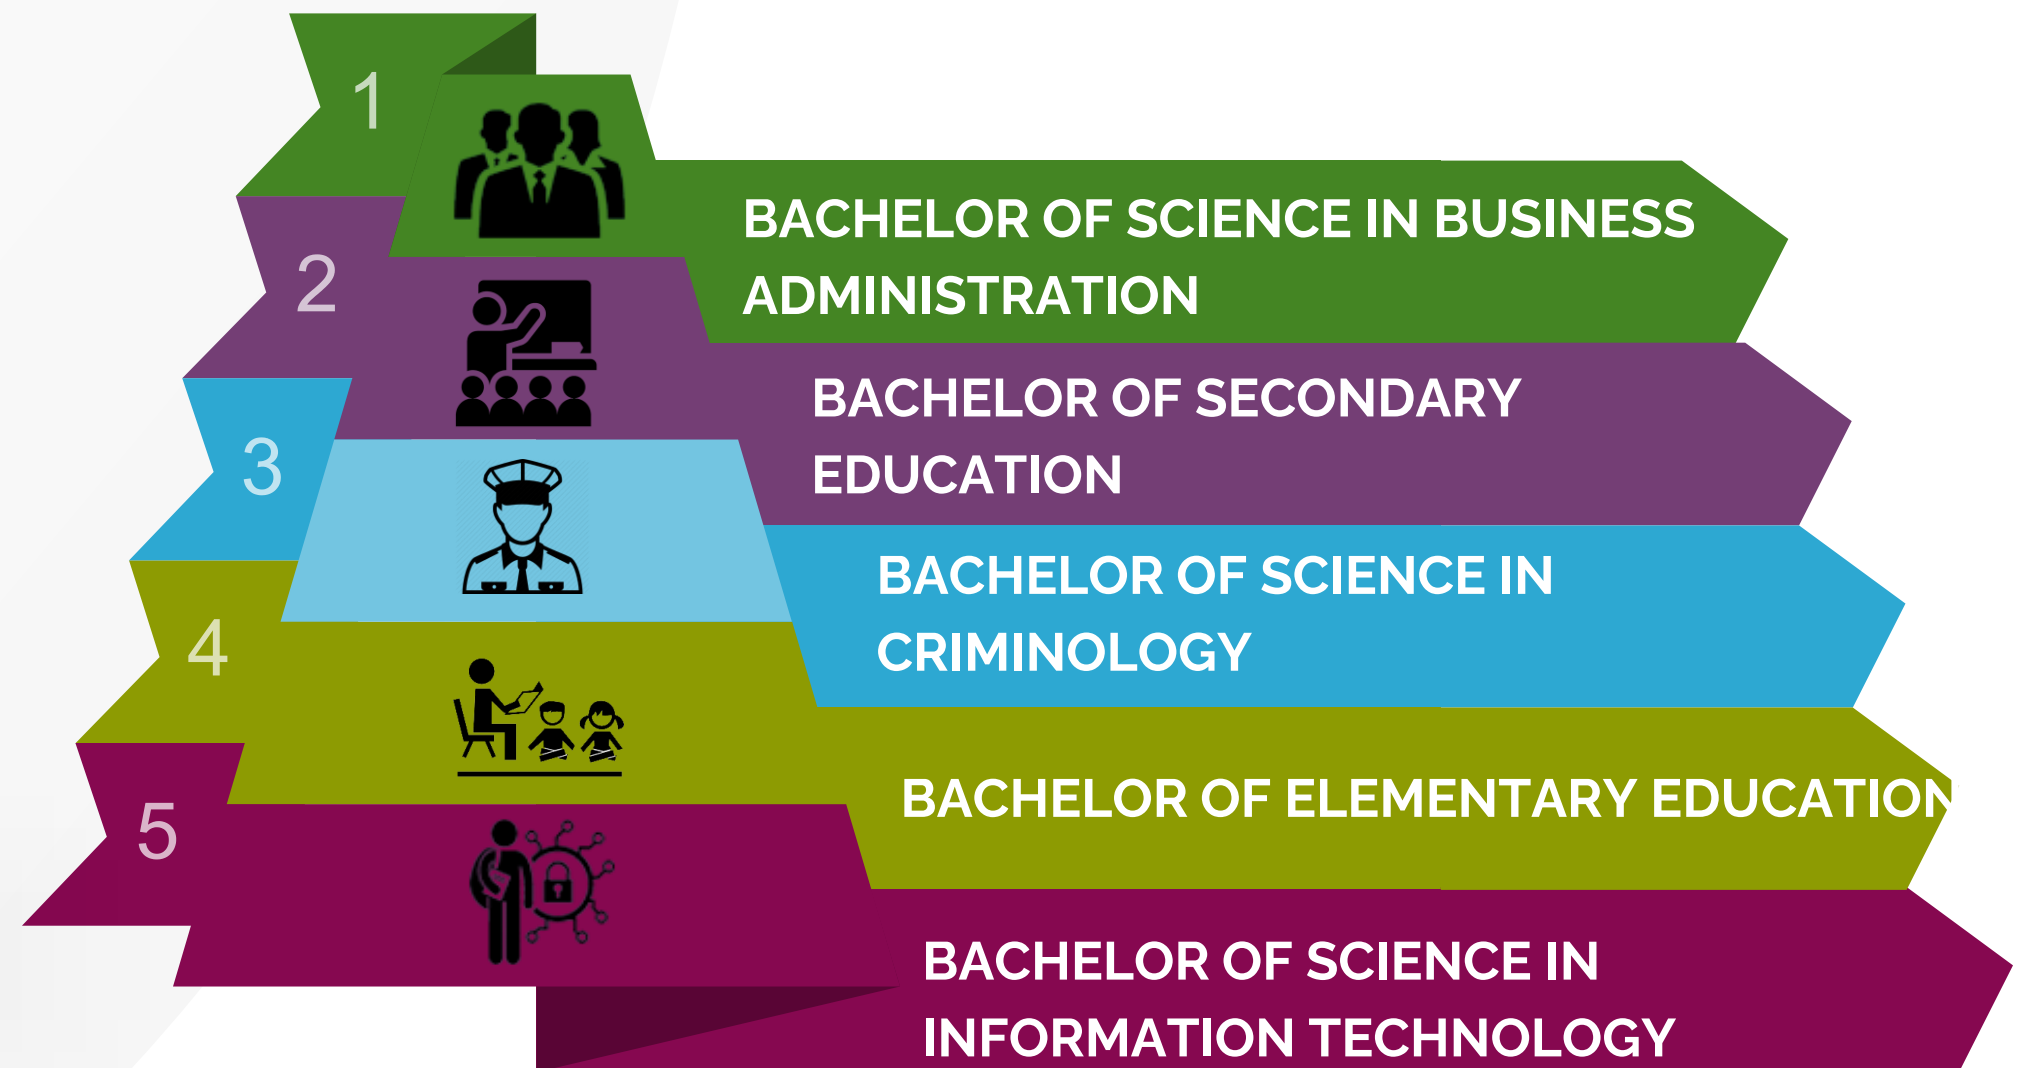 1
BACHELOR OF SCIENCE IN BUSINESS
ADMINISTRATION
2
BACHELOR OF SECONDARY
EDUCATION
3
BACHELOR OF SCIENCE IN
CRIMINOLOGY
4
BACHELOR OF ELEMENTARY EDUCATION
5
BACHELOR OF SCIENCE IN
INFORMATION TECHNOLOGY